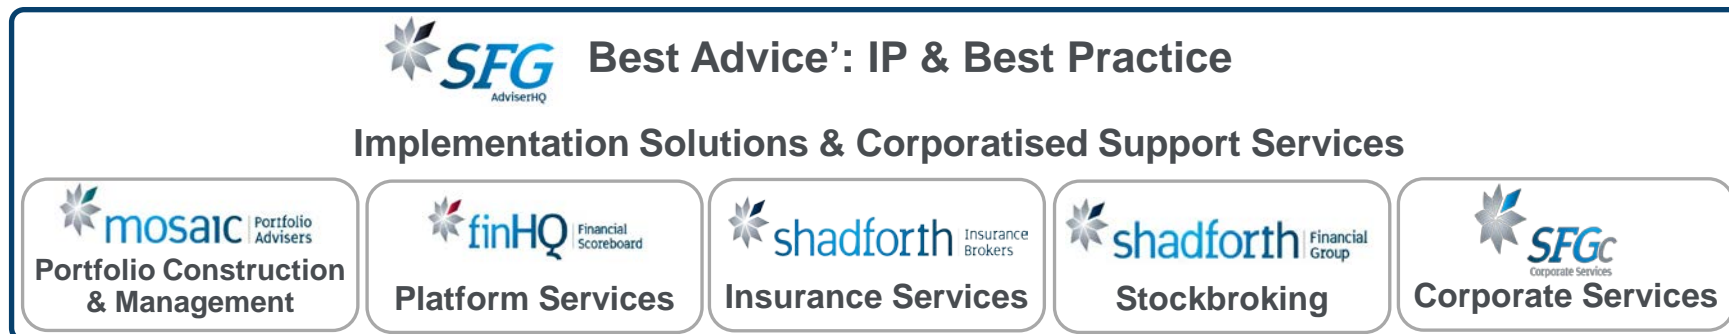 SFG
AdviserHQ
Best Advice’: IP & Best Practice
Implementation Solutions & Corporatised Support Services
mosaic Portfolio
Advisers
Portfolio Construction
& Management
finHQ Financial
Scoreboard
Platform Services
shadforth Insurance
Brokers
Insurance Services
shadforth Financial
Group
Stockbroking
SFGC
Corporate Services
Corporate Services